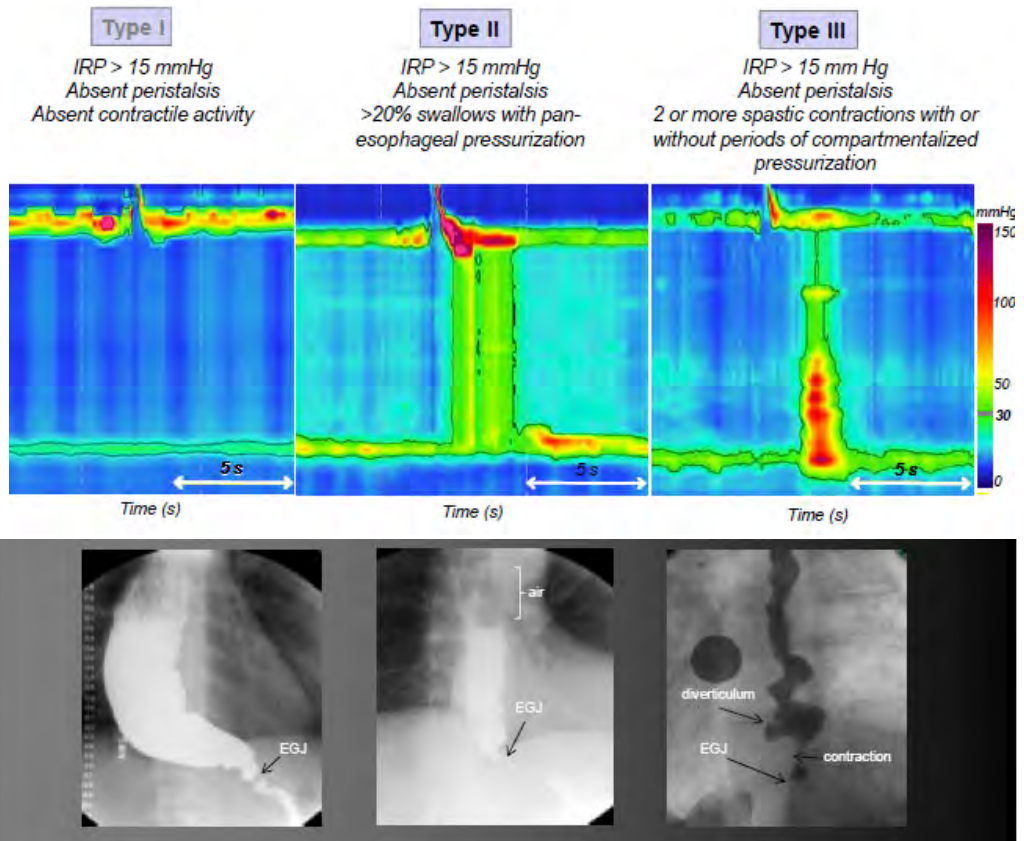 Type I
IRP > 15 mmHg
Absent peristalsis
Absent contractile activity
Type II
IRP > 15 mmHg
Absent peristalsis
>20% swallows with pan-
esophageal pressurization
Type III
IRP > 15 mm Hg
Absent peristalsis
2 or more spastic contractions with or
without periods of compartmentalized
pressurization
mmHg
150
100
50
30
0
5 s
5 s
5 s
Time (s)
Time (s)
Time (s)
EGJ
air
EGJ
diverticulum
EGJ
contraction